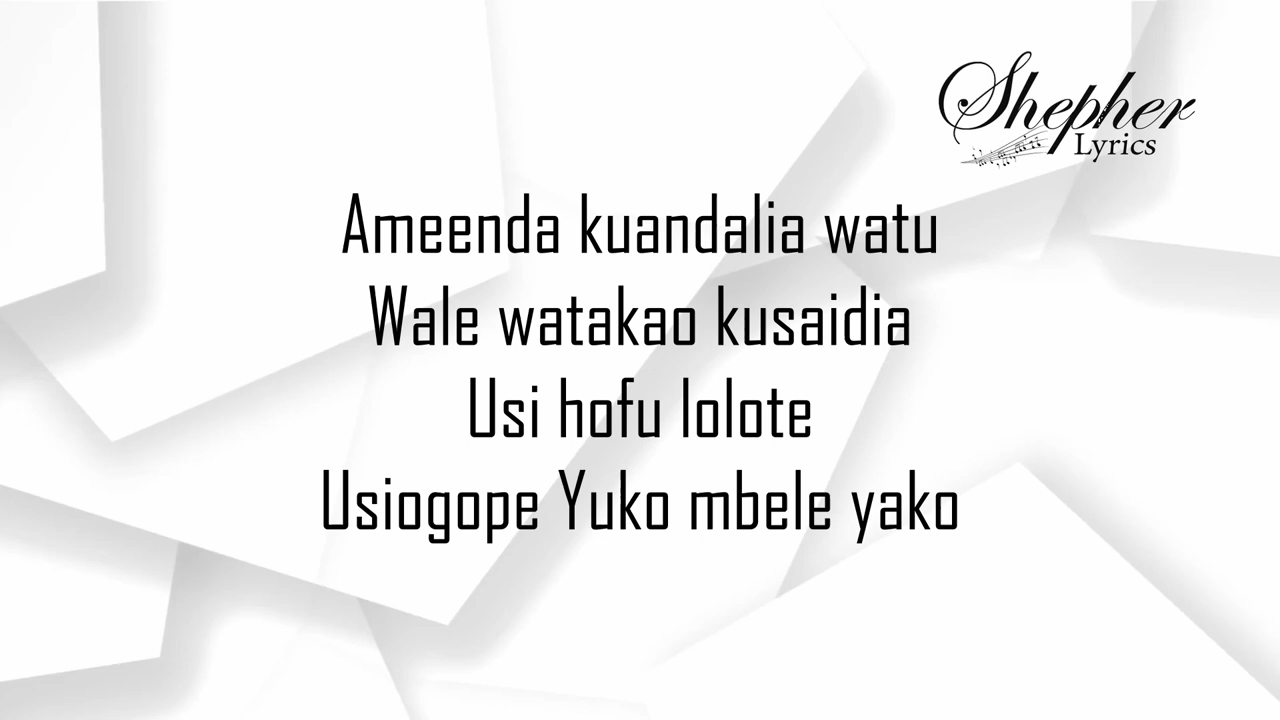 Shepher
Lyrics
Ameenda kuandalia watu
Wale watakao kusaidia
Usi hofu lolote
Usiogope Yuko mbele yako